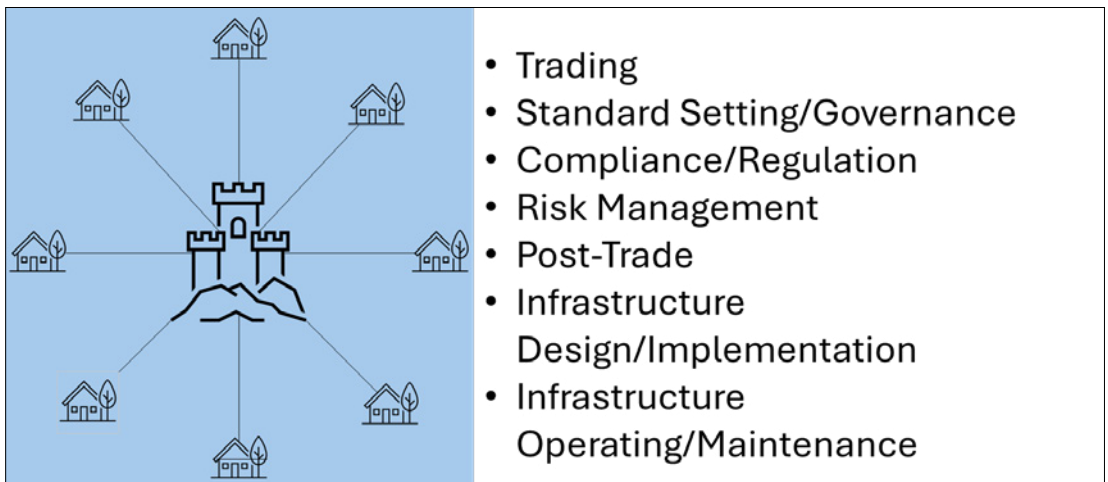 • Trading
• Standard Setting/Governance
• Compliance/Regulation
• Risk Management
• Post-Trade
• Infrastructure
Design/Implementation
• Infrastructure
Operating/Maintenance